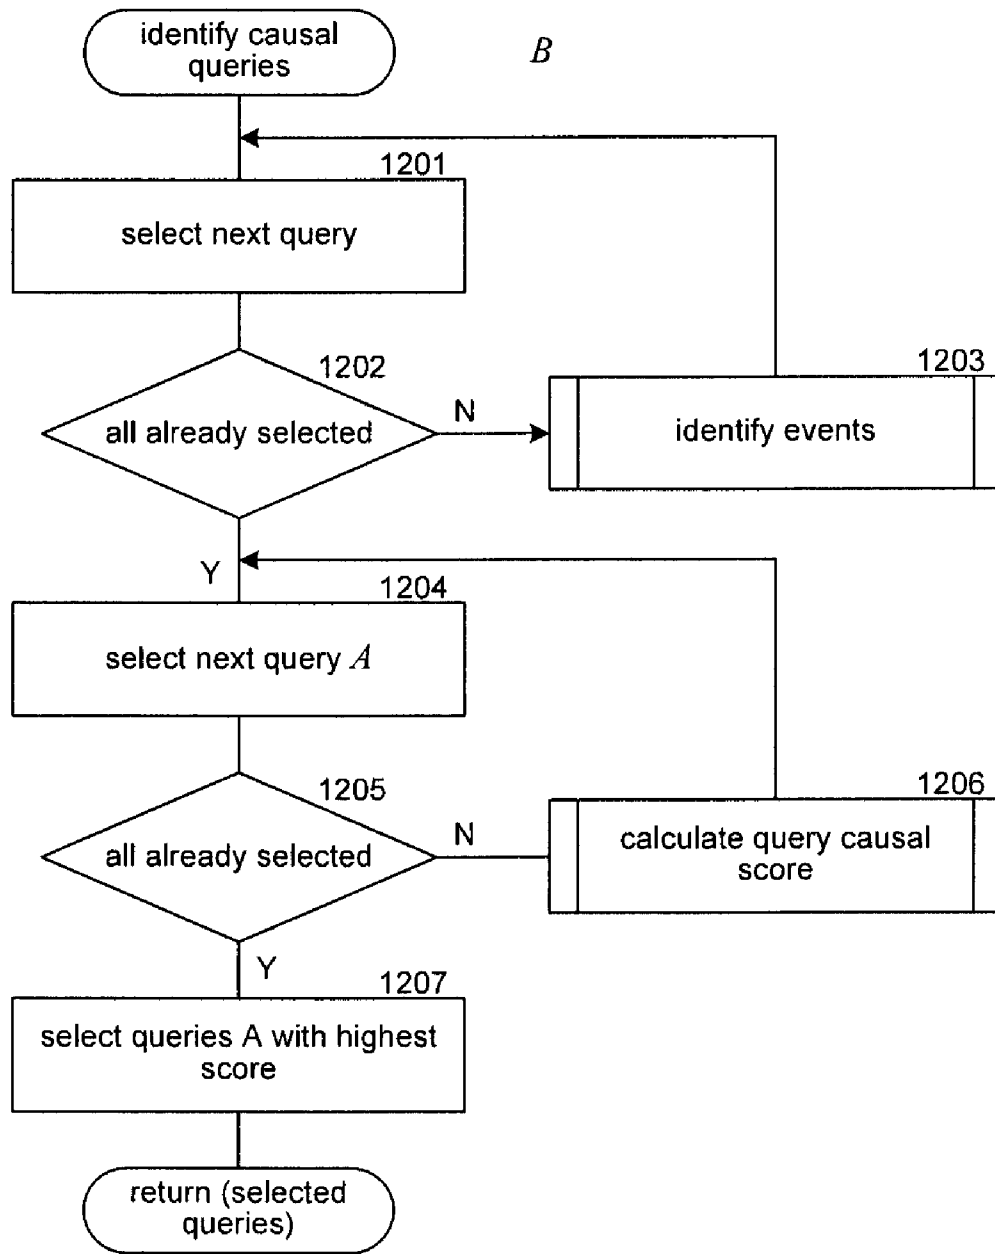 identify causal
queries
B
1201
select next query
1202
all already selected
N
1203
identify events
Y
1204
select next query A
1205
all already selected
N
1206
calculate query causal
score
Y
1207
select queries A with highest
score
return (selected
queries)